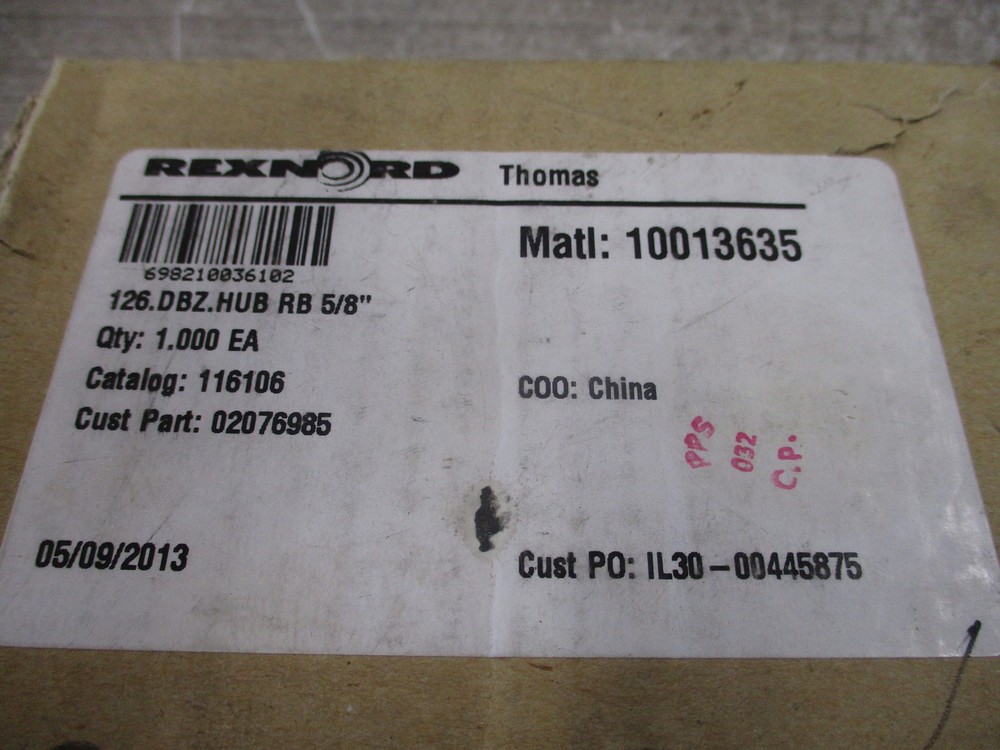 REXNORD Thomas
698210036102
Matl: 10013635
126.DBZ.HUB RB 5/8"
Qty: 1.000 EA
Catalog: 116106
COO: China
Cust Part: 02076985
PPS
032
C.P.
05/09/2013
Cust PO: IL30-00445875